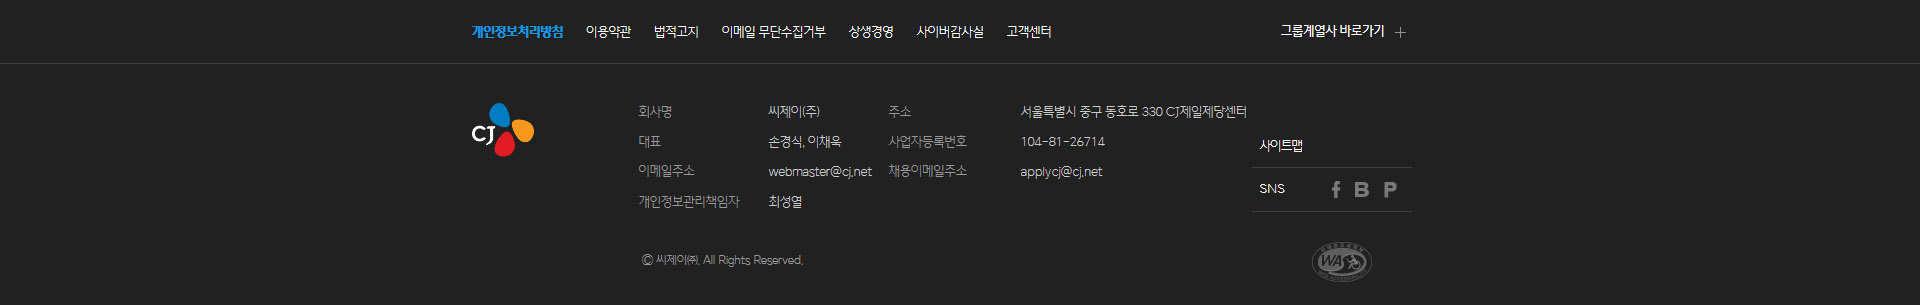 개인정보처리방침 이용약관 법적고지 이메일 무단수집거부 상생경영 사이버감사실 고객센터 그룹계열사 바로가기
CJ
회사명 씨제이(주) 주소 서울특별시 중구 동호로 330 CJ제일제당센터
대표 손경식, 이채욱 사업자등록번호 104-81-26714
사이트맵
이메일주소 webmaster@cj.net 채용이메일주소 applycj@cj.net
SNS f B P
개인정보관리책임자 최성열
© 씨제이㈜. All Rights Reserved.
WA